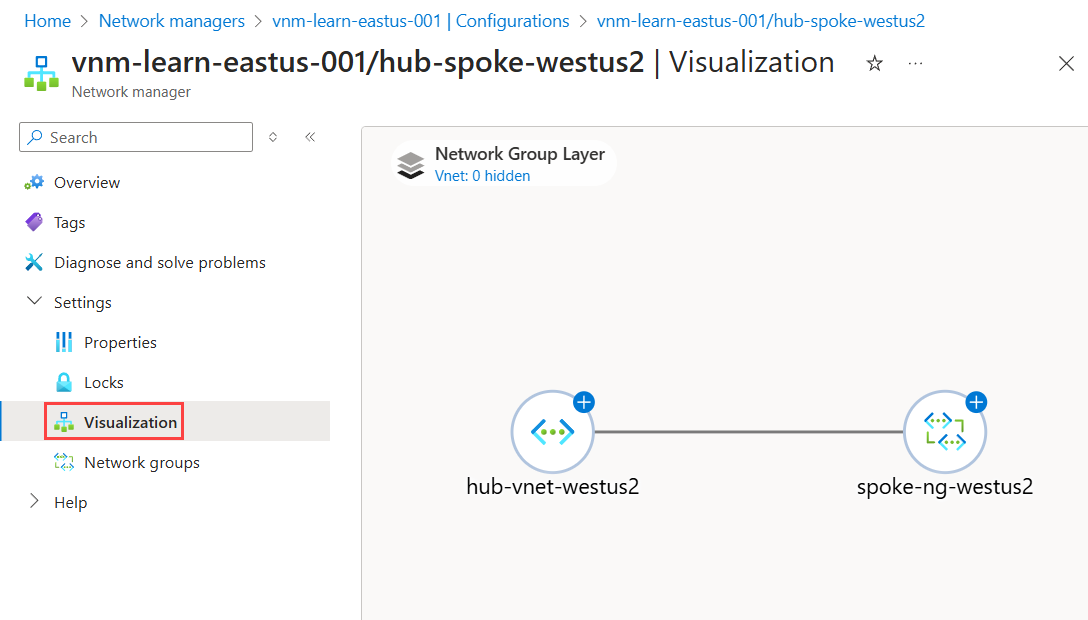 Home > Network managers > vnm-learn-eastus-001 | Configurations > vnm-learn-eastus-001/hub-spoke-westus2
vnm-learn-eastus-001/hub-spoke-westus2 | Visualization
Network manager
Search
Overview
Tags
Diagnose and solve problems
Settings
Properties
Locks
Visualization
Network groups
Help
Network Group Layer
Vnet: 0 hidden
hub-vnet-westus2
spoke-ng-westus2